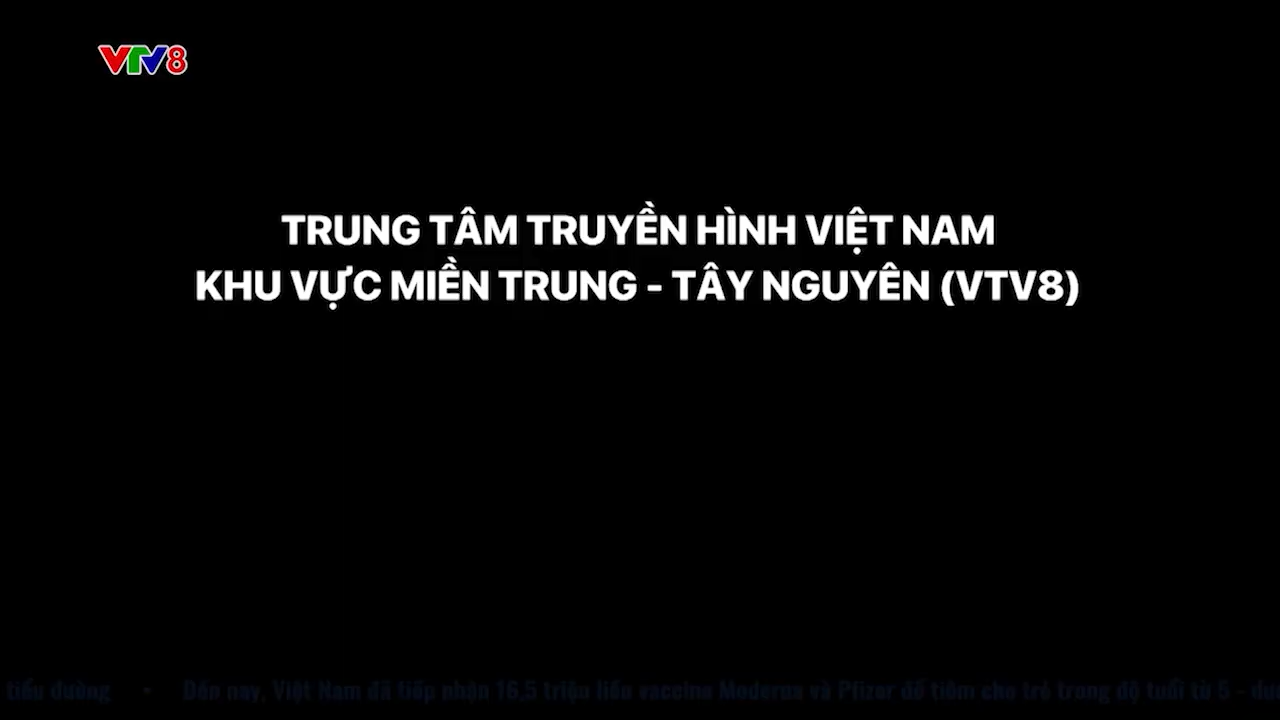 VTV8
TRUNG TÂM TRUYỀN HÌNH VIỆT NAM
KHU VỰC MIỀN TRUNG - TÂY NGUYÊN (VTV8)
tiểu đường • Đến nay, Việt Nam đã tiếp nhận 16,5 triệu liều vaccine Moderna và Pfizer để tiêm cho trẻ trong độ tuổi từ 5 -